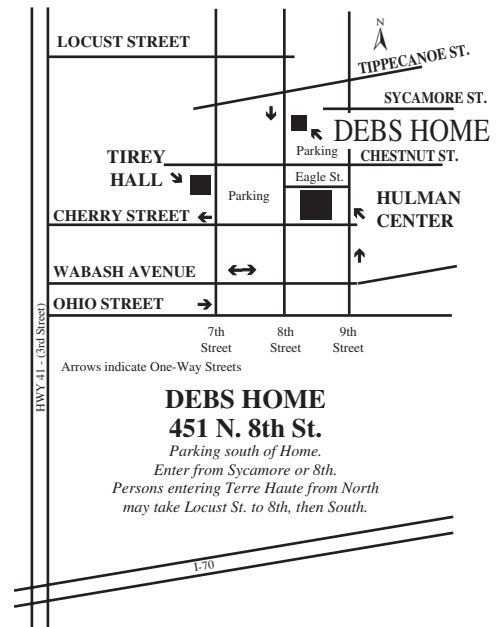 N
LOCUST STREET
TIPPECANOE ST.
SYCAMORE ST.
DEBS HOME
Parking
CHESTNUT ST.
TIREY
HALL
Eagle St.
Parking
HULMAN
CENTER
CHERRY STREET
WABASH AVENUE
OHIO STREET
HWY 41 - (3rd Street)
7th
Street
8th
Street
9th
Street
Arrows indicate One-Way Streets
DEBS HOME
451 N. 8th St.
Parking south of Home.
Enter from Sycamore or 8th.
Persons entering Terre Haute from North
may take Locust St. to 8th, then South.
I-70